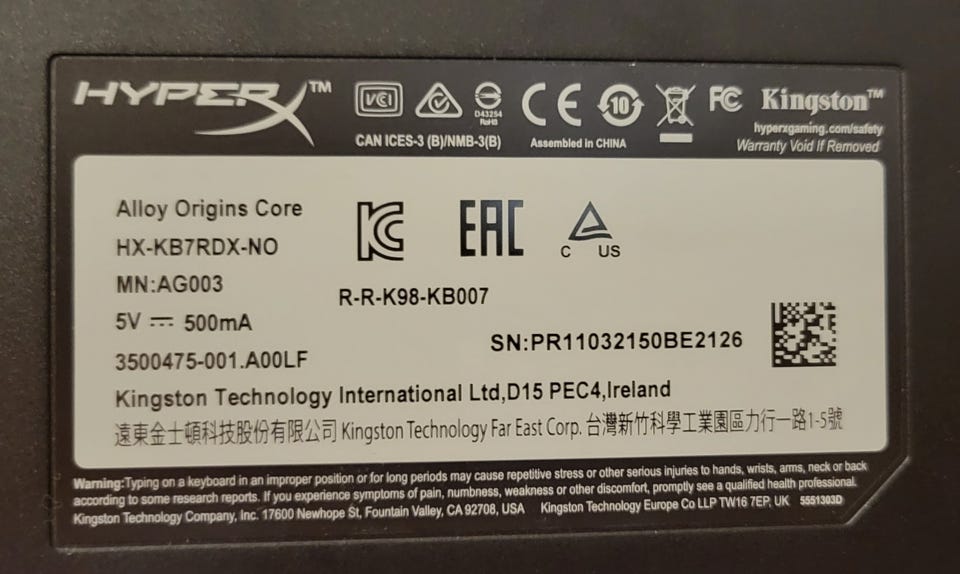 HYPERX™
VCI
D43254
RoHS
CE
10
FC
Kingston™
CAN ICES-3 (B)/NMB-3(B)
Assembled in CHINA
hyperxgaming.com/safety
Warranty Void If Removed
Alloy Origins Core
HX-KB7RDX-NO
MN:AG003
5V ⎓ 500mA
3500475-001.A00LF
KC
EAC
C US
R-R-K98-KB007
SN:PR11032150BE2126
Kingston Technology International Ltd,D15 PEC4,Ireland
遠東金士頓科技股份有限公司 Kingston Technology Far East Corp. 台灣新竹科學工業園區力行一路1-5號
Warning:Typing on a keyboard in an improper position or for long periods may cause repetitive stress or other serious injuries to hands, wrists, arms, neck or back
according to some research reports. If you experience symptoms of pain, numbness, weakness or other discomfort, promptly see a qualified health professional.
Kingston Technology Company, Inc. 17600 Newhope St, Fountain Valley, CA 92708, USA Kingston Technology Europe Co LLP TW16 7EP, UK 5551303D